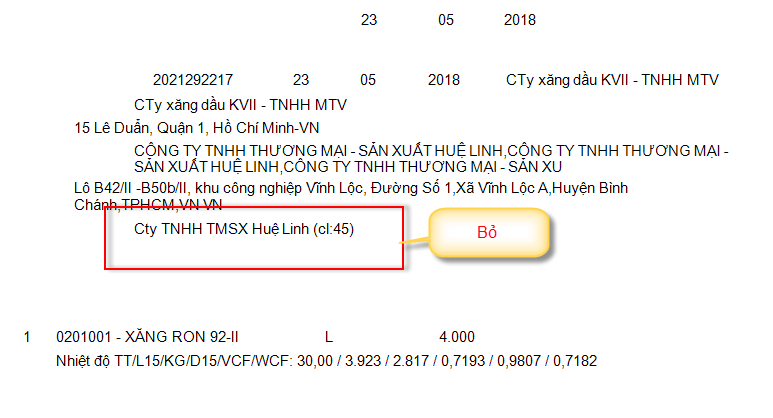 23 05 2018
2021292217 23 05 2018 CTy xăng dầu KVII - TNHH MTV
CTy xăng dầu KVII - TNHH MTV
15 Lê Duẩn, Quận 1, Hồ Chí Minh-VN
CÔNG TY TNHH THƯƠNG MẠI - SẢN XUẤT HUỆ LINH,CÔNG TY TNHH THƯƠNG MẠI -
SẢN XUẤT HUỆ LINH,CÔNG TY TNHH THƯƠNG MẠI - SẢN XU
Lô B42/II -B50b/II, khu công nghiệp Vĩnh Lộc, Đường Số 1,Xã Vĩnh Lộc A,Huyện Bình
Chánh,TPHCM,VN VN
Cty TNHH TMSX Huệ Linh (cl:45)
Bỏ
1 0201001 - XĂNG RON 92-II L 4.000
Nhiệt độ TT/L15/KG/D15/VCF/WCF: 30,00 / 3.923 / 2.817 / 0,7193 / 0,9807 / 0,7182